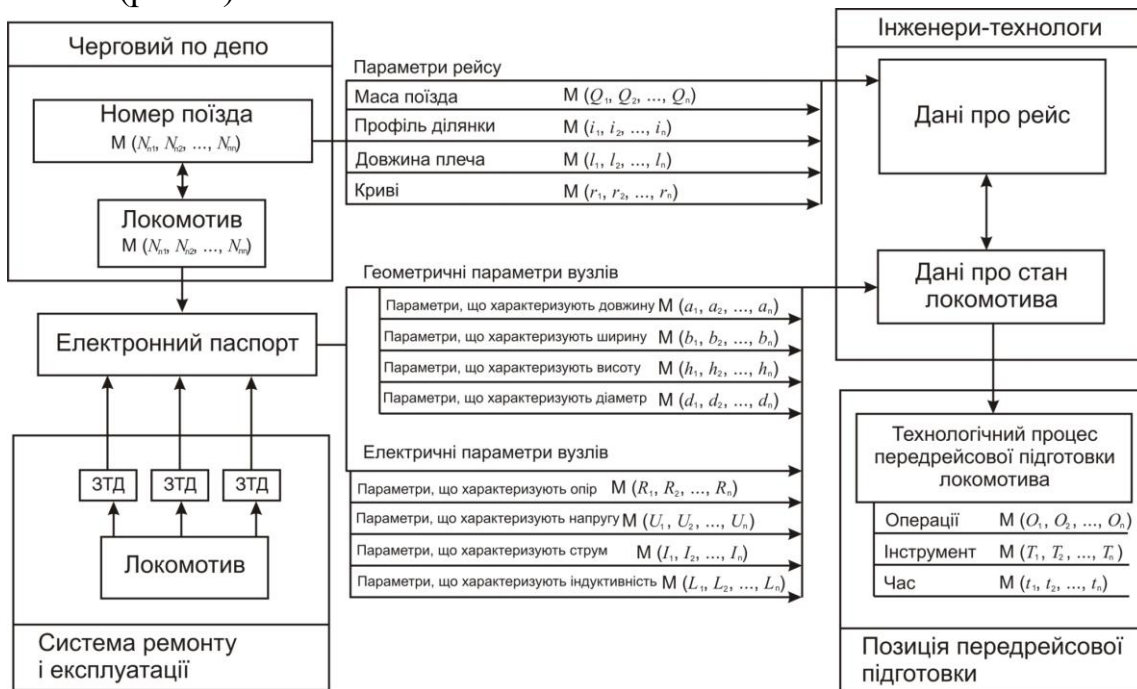 Черговий по депо
Номер поїзда
М (Nп1, Nп2, ..., Nпп)
Локомотив
М (Nп1, Nп2, ..., Nпп)
Електронний паспорт
ЗТД ЗТД ЗТД
Локомотив
Система ремонту
і експлуатації
Параметри рейсу
Маса поїзда М (Q1, Q2, ..., Qn)
Профіль ділянки М (i1, i2, ..., in)
Довжина плеча М (l1, l2, ..., ln)
Криві М (r1, r2, ..., rn)
Геометричні параметри вузлів
Параметри, що характеризують довжину М (a1, a2, ..., an)
Параметри, що характеризують ширину М (b1, b2, ..., bn)
Параметри, що характеризують висоту М (h1, h2, ..., hn)
Параметри, що характеризують діаметр М (d1, d2, ..., dn)
Електричні параметри вузлів
Параметри, що характеризують опір М (R1, R2, ..., Rn)
Параметри, що характеризують напругу М (U1, U2, ..., Un)
Параметри, що характеризують струм М (I1, I2, ..., In)
Параметри, що характеризують індуктивність М (L1, L2, ..., Ln)
Інженери-технологи
Дані про рейс
Дані про стан
локомотива
Технологічний процес
передрейсової підготовки
локомотива
Операції М (O1, O2, ..., On)
Інструмент М (T1, T2, ..., Tn)
Час М (t1, t2, ..., tn)
Позиція передрейсової
підготовки